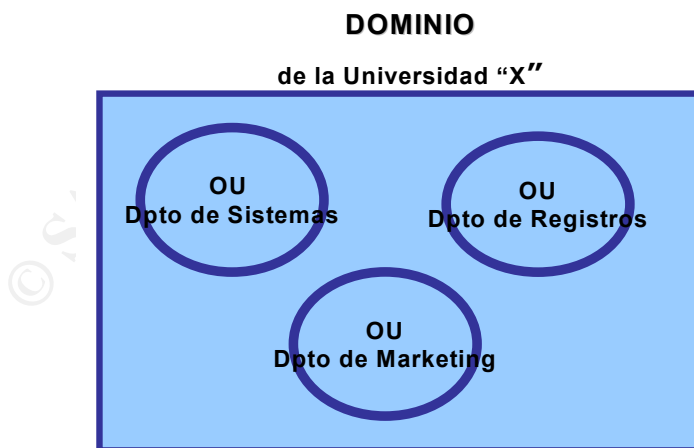 DOMINIO
de la Universidad “X”
OU
Dpto de Sistemas
OU
Dpto de Registros
OU
Dpto de Marketing
©